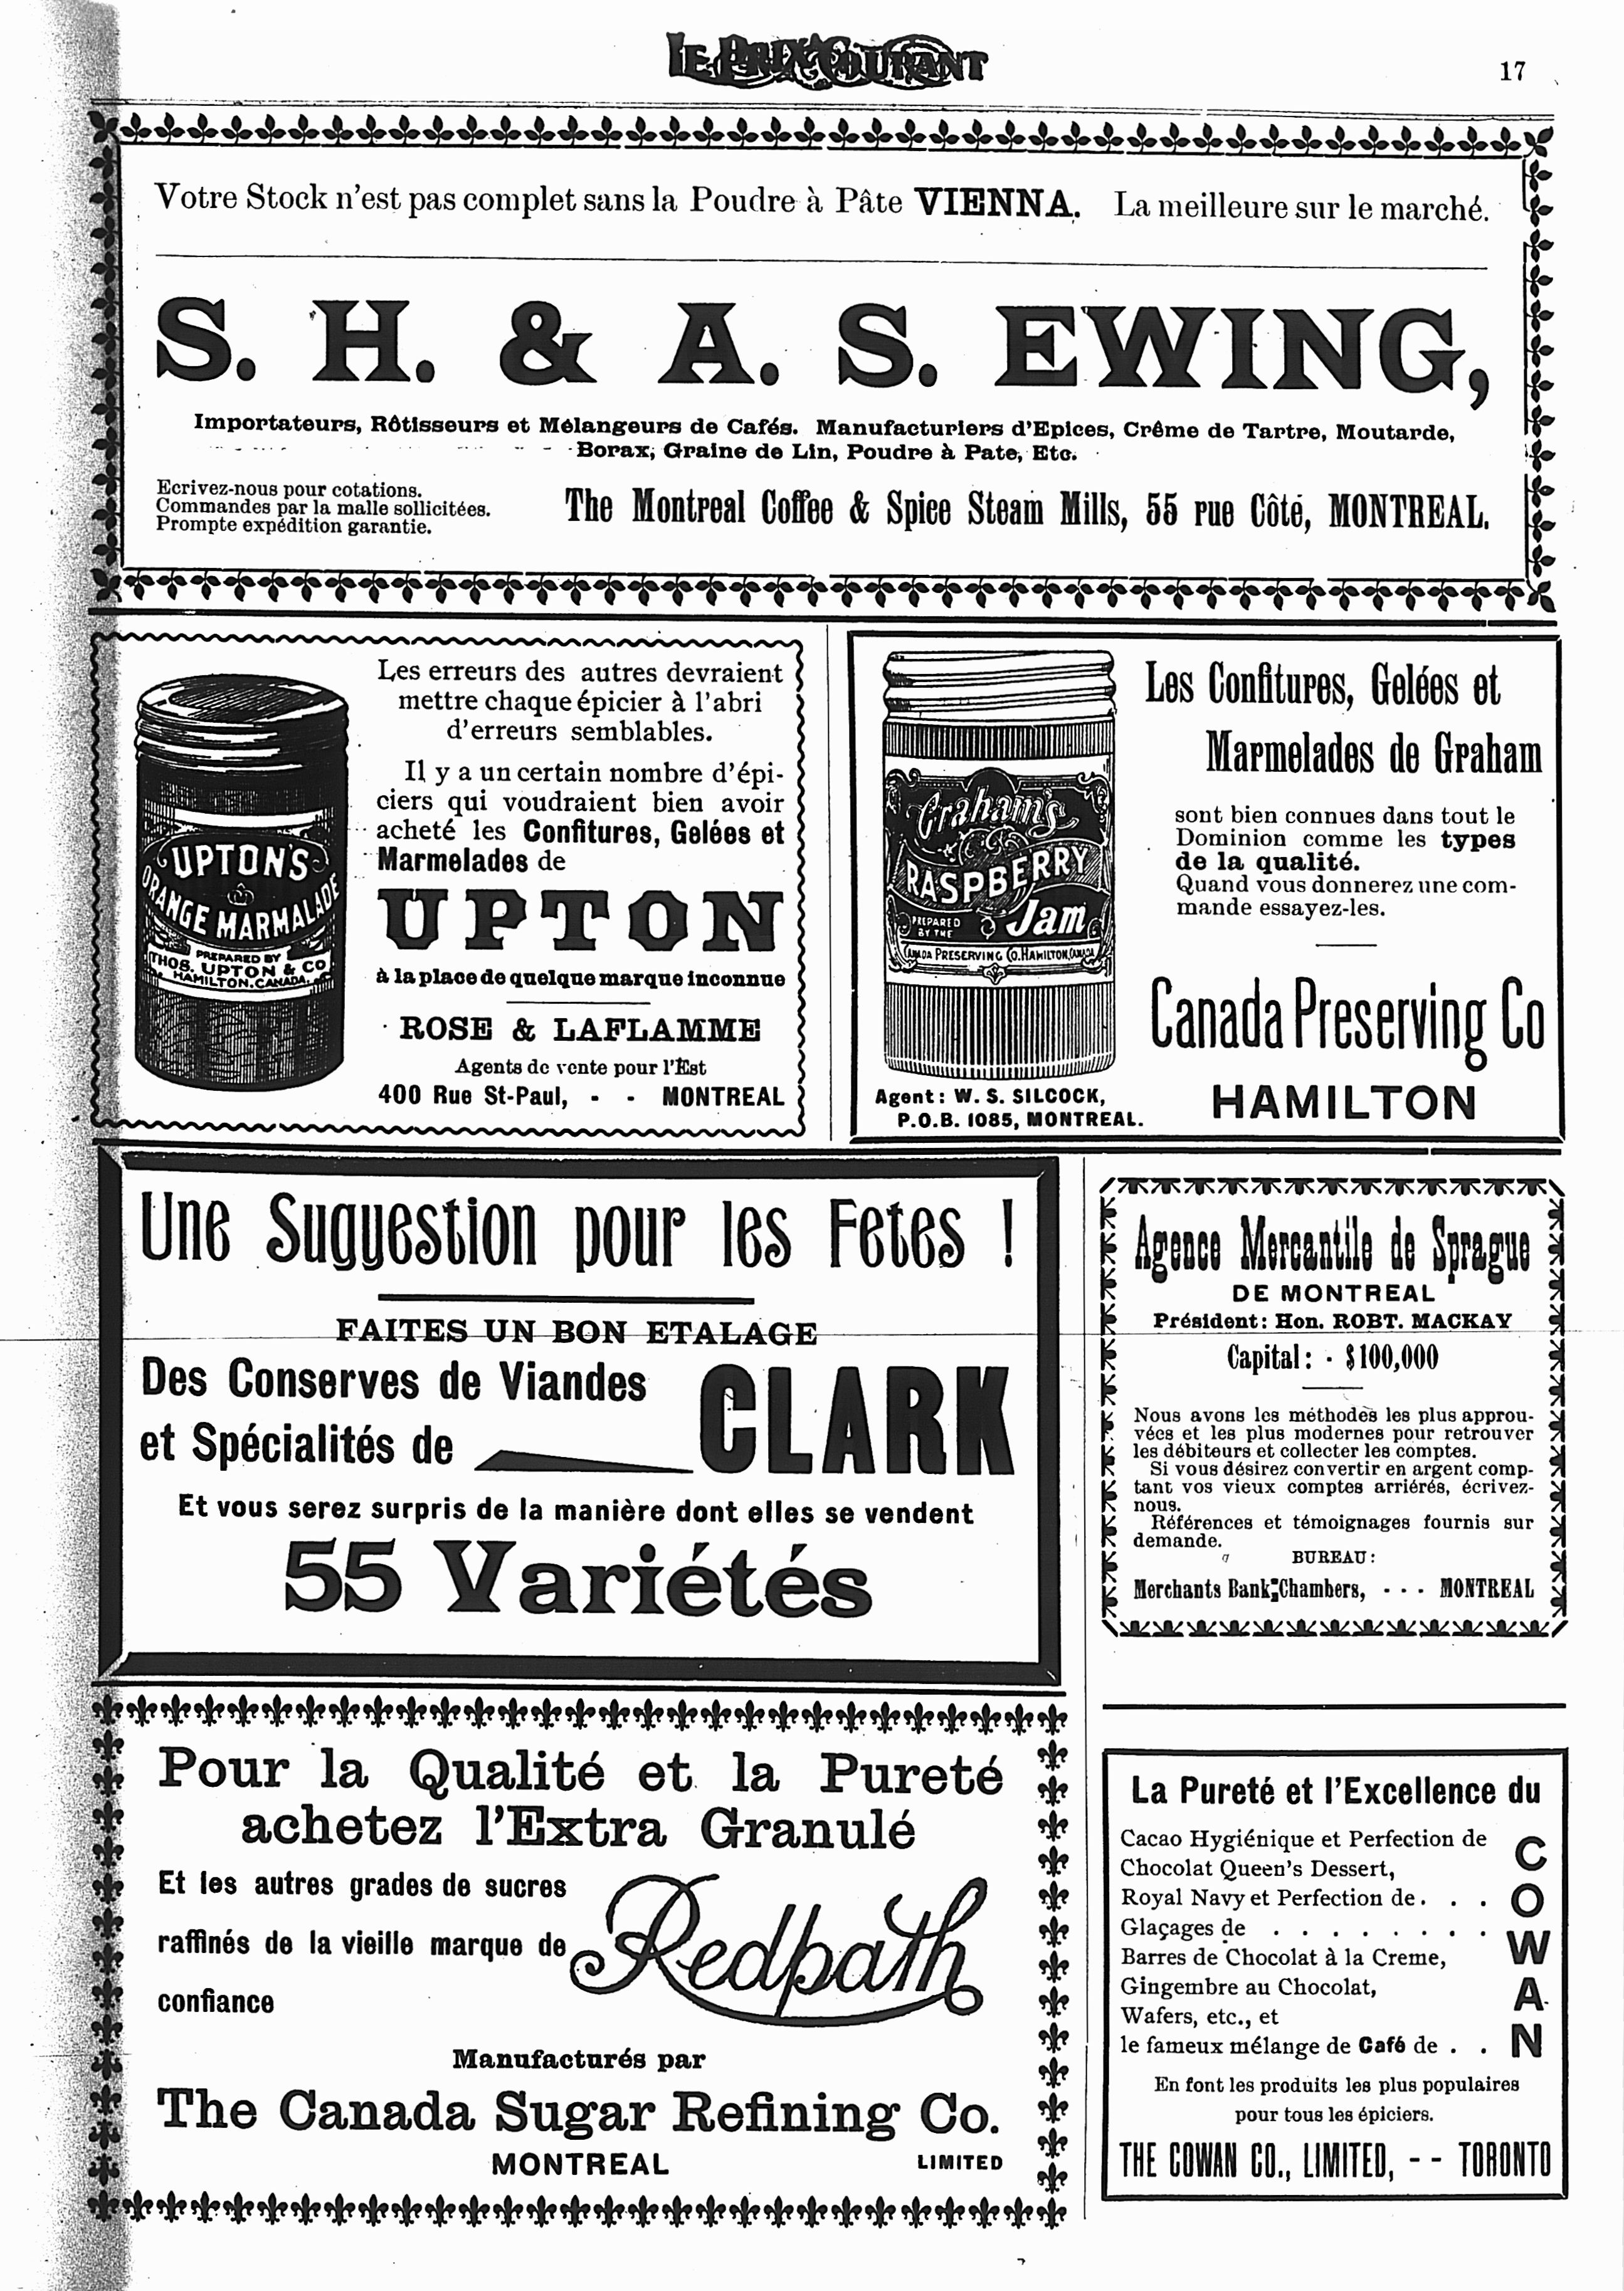 LE PRIX COURANT
17
Votre Stock n'est pas complet sans la Poudre à Pâte VIENNA. La meilleure sur le marché.
S. H. & A. S. EWING,
Importateurs, Rôtisseurs et Mélangeurs de Cafés. Manufacturiers d'Epices, Crême de Tartre, Moutarde,
Borax, Graine de Lin, Poudre à Pate, Etc.
Ecrivez-nous pour cotations.
Commandes par la malle sollicitées.
Prompte expédition garantie.
The Montreal Coffee & Spice Steam Mills, 55 rue Côté, MONTREAL.
UPTON'S
ORANGE MARMALADE
PREPARED BY
THOS. UPTON & CO
HAMILTON. CANADA.
Les erreurs des autres devraient
mettre chaque épicier à l'abri
d'erreurs semblables.
Il y a un certain nombre d'épi-
ciers qui voudraient bien avoir
acheté les Confitures, Gelées et
Marmelades de
UPTON
à la place de quelque marque inconnue
ROSE & LAFLAMME
Agents de vente pour l'Est
400 Rue St-Paul, - - MONTREAL
Graham's
RASPBERRY
Jam
PREPARED
BY THE
CANADA PRESERVING CO. HAMILTON, CANADA
Agent: W. S. SILCOCK,
P.O.B. 1085, MONTREAL.
Les Confitures, Gelées et
Marmelades de Graham
sont bien connues dans tout le
Dominion comme les types
de la qualité.
Quand vous donnerez une com-
mande essayez-les.
Canada Preserving Co
HAMILTON
Une Suggestion pour les Fetes !
FAITES UN BON ETALAGE
Des Conserves de Viandes
et Spécialités de CLARK
Et vous serez surpris de la manière dont elles se vendent
55 Variétés
Agence Mercantile de Sprague
DE MONTREAL
Président: Hon. ROBT. MACKAY
Capital: - $100,000
Nous avons les méthodes les plus approu-
vées et les plus modernes pour retrouver
les débiteurs et collecter les comptes.
Si vous désirez convertir en argent comp-
tant vos vieux comptes arriérés, écrivez-
nous.
Références et témoignages fournis sur
demande.
BUREAU:
Merchants Bank Chambers, - - - MONTREAL
Pour la Qualité et la Pureté
achetez l'Extra Granulé
Et les autres grades de sucres
raffinés de la vieille marque de
confiance
Redpath
Manufacturés par
The Canada Sugar Refining Co.
MONTREAL LIMITED
La Pureté et l'Excellence du
Cacao Hygiénique et Perfection de
Chocolat Queen's Dessert,
Royal Navy et Perfection de . . .
Glaçages de . . . . . . . .
Barres de Chocolat à la Creme,
Gingembre au Chocolat,
Wafers, etc., et
le fameux mélange de Café de . .
COWAN
En font les produits les plus populaires
pour tous les épiciers.
THE COWAN CO., LIMITED, - - TORONTO